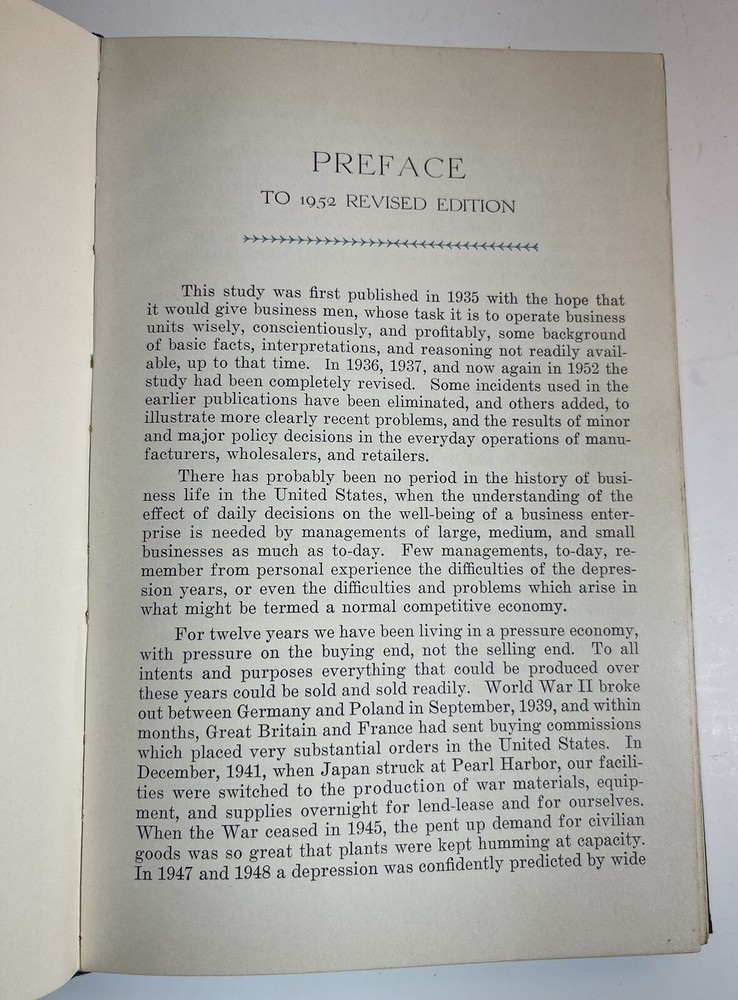 PREFACE
TO 1952 REVISED EDITION
This study was first published in 1935 with the hope that
it would give business men, whose task it is to operate business
units wisely, conscientiously, and profitably, some background
of basic facts, interpretations, and reasoning not readily avail-
able, up to that time. In 1936, 1937, and now again in 1952 the
study had been completely revised. Some incidents used in the
earlier publications have been eliminated, and others added, to
illustrate more clearly recent problems, and the results of minor
and major policy decisions in the everyday operations of manu-
facturers, wholesalers, and retailers.
There has probably been no period in the history of busi-
ness life in the United States, when the understanding of the
effect of daily decisions on the well-being of a business enter-
prise is needed by managements of large, medium, and small
businesses as much as to-day. Few managements, to-day, re-
member from personal experience the difficulties of the depres-
sion years, or even the difficulties and problems which arise in
what might be termed a normal competitive economy.
For twelve years we have been living in a pressure economy,
with pressure on the buying end, not the selling end. To all
intents and purposes everything that could be produced over
these years could be sold and sold readily. World War II broke
out between Germany and Poland in September, 1939, and within
months, Great Britain and France had sent buying commissions
which placed very substantial orders in the United States. In
December, 1941, when Japan struck at Pearl Harbor, our facili-
ties were switched to the production of war materials, equip-
ment, and supplies overnight for lend-lease and for ourselves.
When the War ceased in 1945, the pent up demand for civilian
goods was so great that plants were kept humming at capacity.
In 1947 and 1948 a depression was confidently predicted by wide